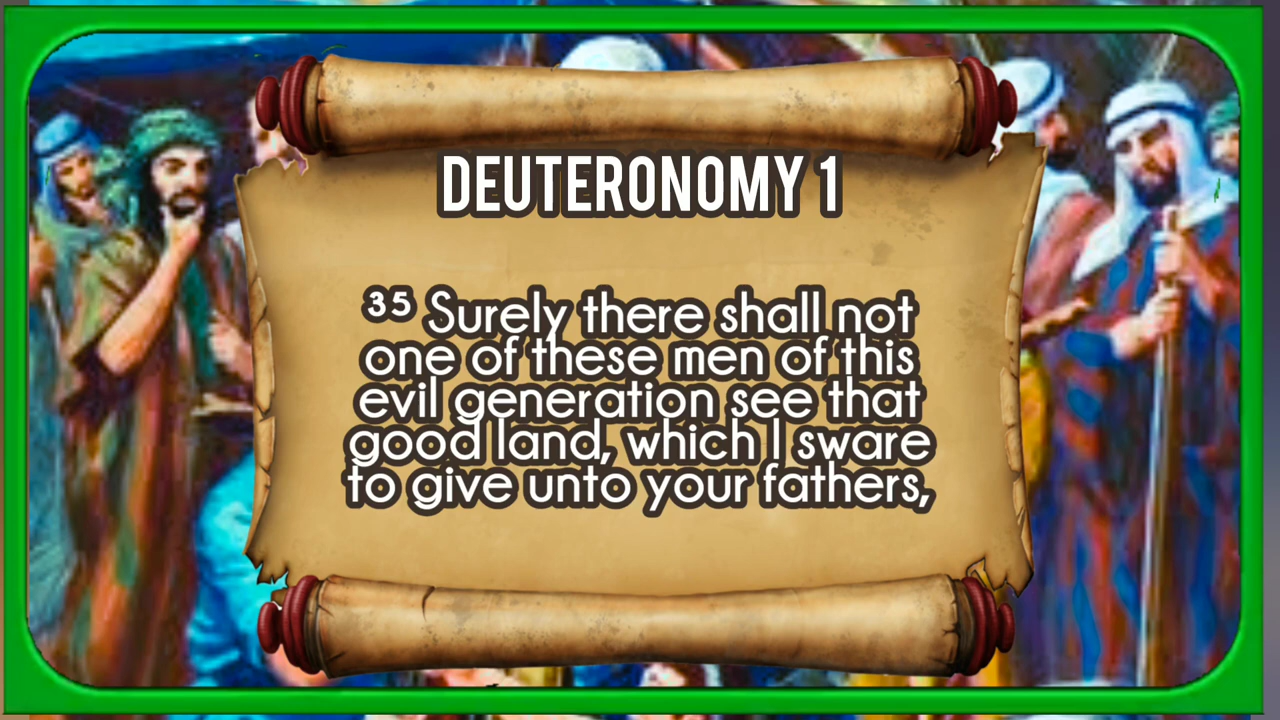 DEUTERONOMY 1
³⁵ Surely there shall not
one of these men of this
evil generation see that
good land, which I sware
to give unto your fathers,